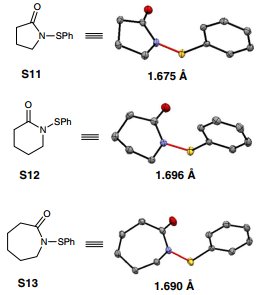 O
N-SPh
S11
1.675 Å
O
N
SPh
S12
1.696 Å
O
N-SPh
S13
1.690 Å